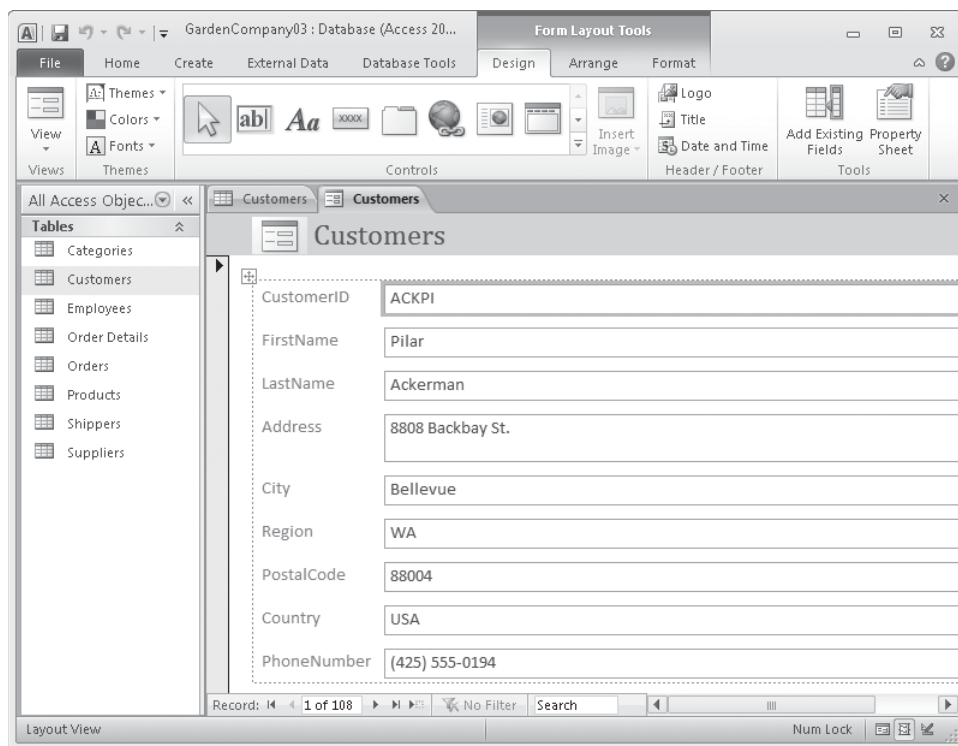 A GardenCompany03 : Database (Access 20... Form Layout Tools
File Home Create External Data Database Tools Design Arrange Format
View
Views
Themes
Colors
A Fonts
Themes
ab| Aa XXXX
Insert
Image
Controls
Logo
Title
Date and Time
Header / Footer
Add Existing
Fields
Property
Sheet
Tools
All Access Objec... «
Tables
Categories
Customers
Employees
Order Details
Orders
Products
Shippers
Suppliers
Customers Customers
Customers
CustomerID ACKPI
FirstName Pilar
LastName Ackerman
Address 8808 Backbay St.
City Bellevue
Region WA
PostalCode 88004
Country USA
PhoneNumber (425) 555-0194
Record: 1 of 108 No Filter Search
Layout View Num Lock